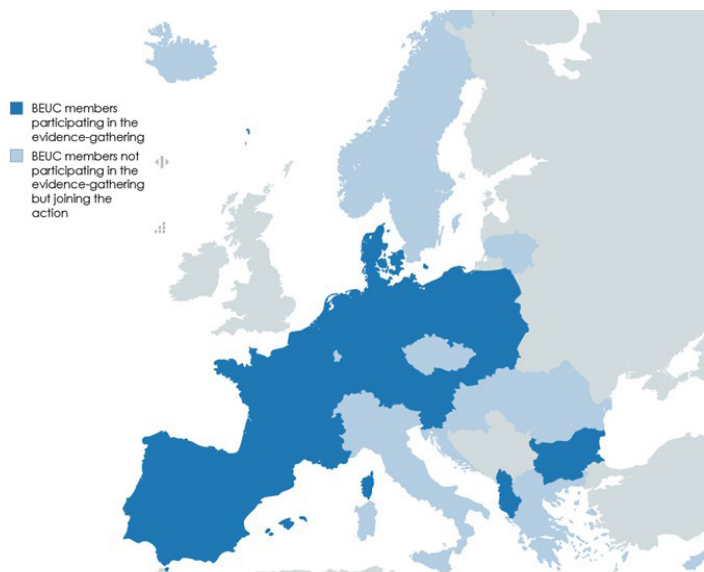 BEUC members
participating in the
evidence-gathering
BEUC members not
participating in the
evidence-gathering
but joining the
action